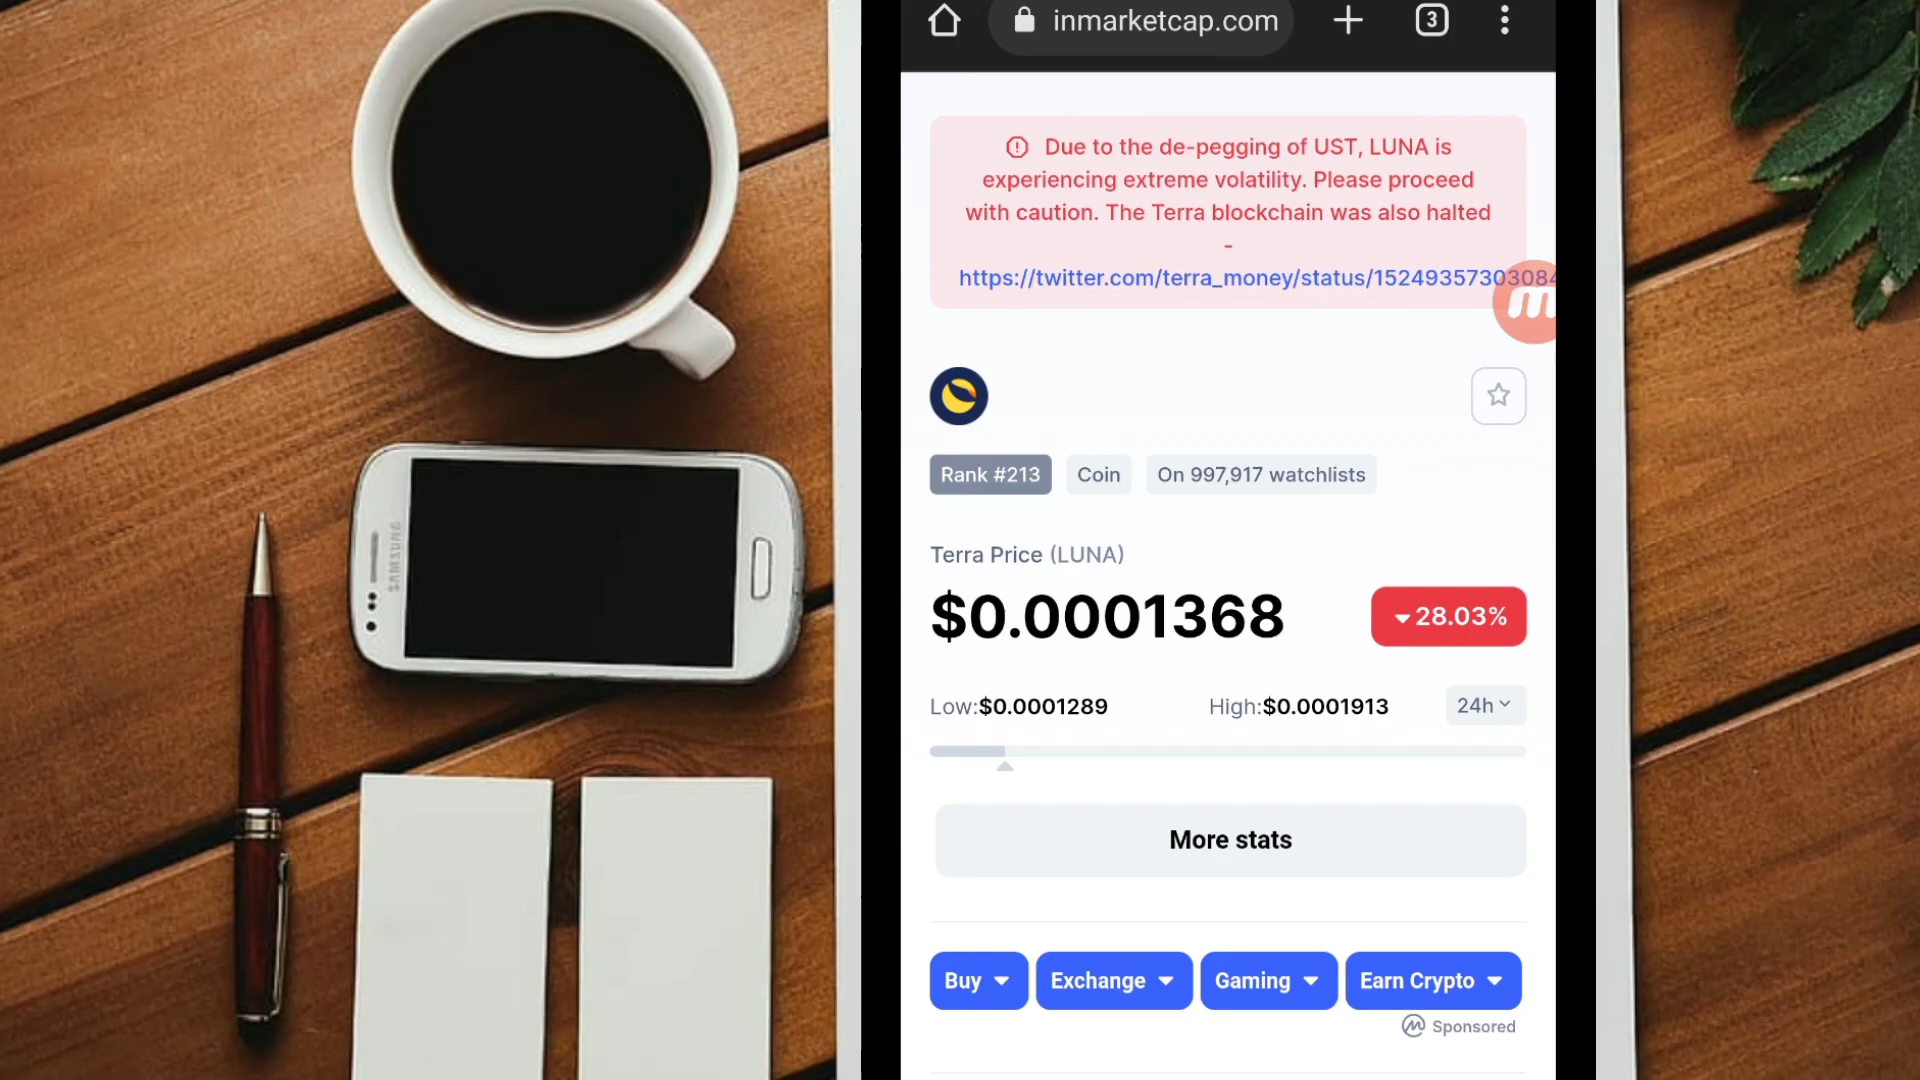 inmarketcap.com
3
Due to the de-pegging of UST, LUNA is
experiencing extreme volatility. Please proceed
with caution. The Terra blockchain was also halted
-
https://twitter.com/terra_money/status/1524935730308
Rank #213
Coin
On 997,917 watchlists
Terra Price (LUNA)
$0.0001368
28.03%
Low:$0.0001289
High:$0.0001913
24h
More stats
Buy
Exchange
Gaming
Earn Crypto
Sponsored
SAMSUNG